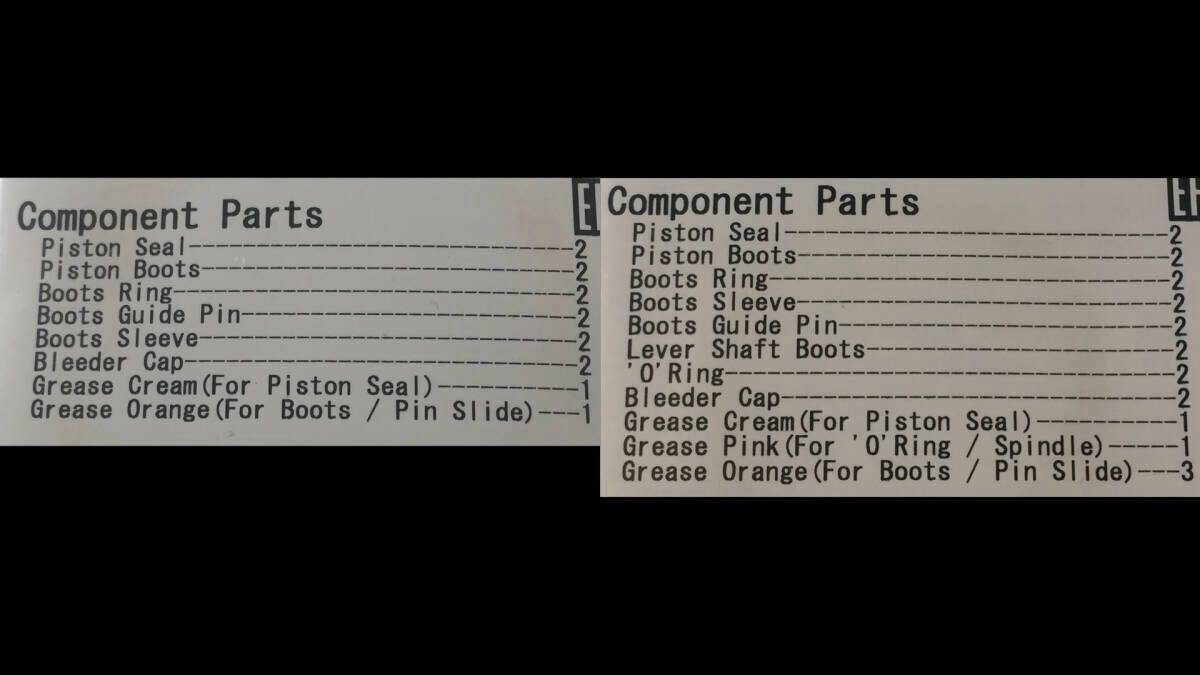 Component Parts
Piston Seal---2
Piston Boots---2
Boots Ring---2
Boots Guide Pin---2
Boots Sleeve---2
Bleeder Cap---2
Grease Cream(For Piston Seal)---1
Grease Orange(For Boots / Pin Slide)---1
Component Parts
Piston Seal---2
Piston Boots---2
Boots Ring---2
Boots Sleeve---2
Boots Guide Pin---2
Lever Shaft Boots---2
'O'Ring---2
Bleeder Cap---2
Grease Cream(For Piston Seal)---1
Grease Pink(For 'O'Ring / Spindle)---1
Grease Orange(For Boots / Pin Slide)---3